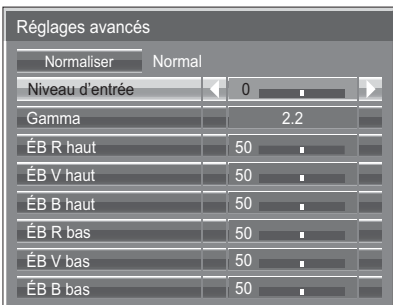 Réglages avancés
Normaliser Normal
Niveau d'entrée 0
Gamma 2.2
ÉB R haut 50
ÉB V haut 50
ÉB B haut 50
ÉB R bas 50
ÉB V bas 50
ÉB B bas 50